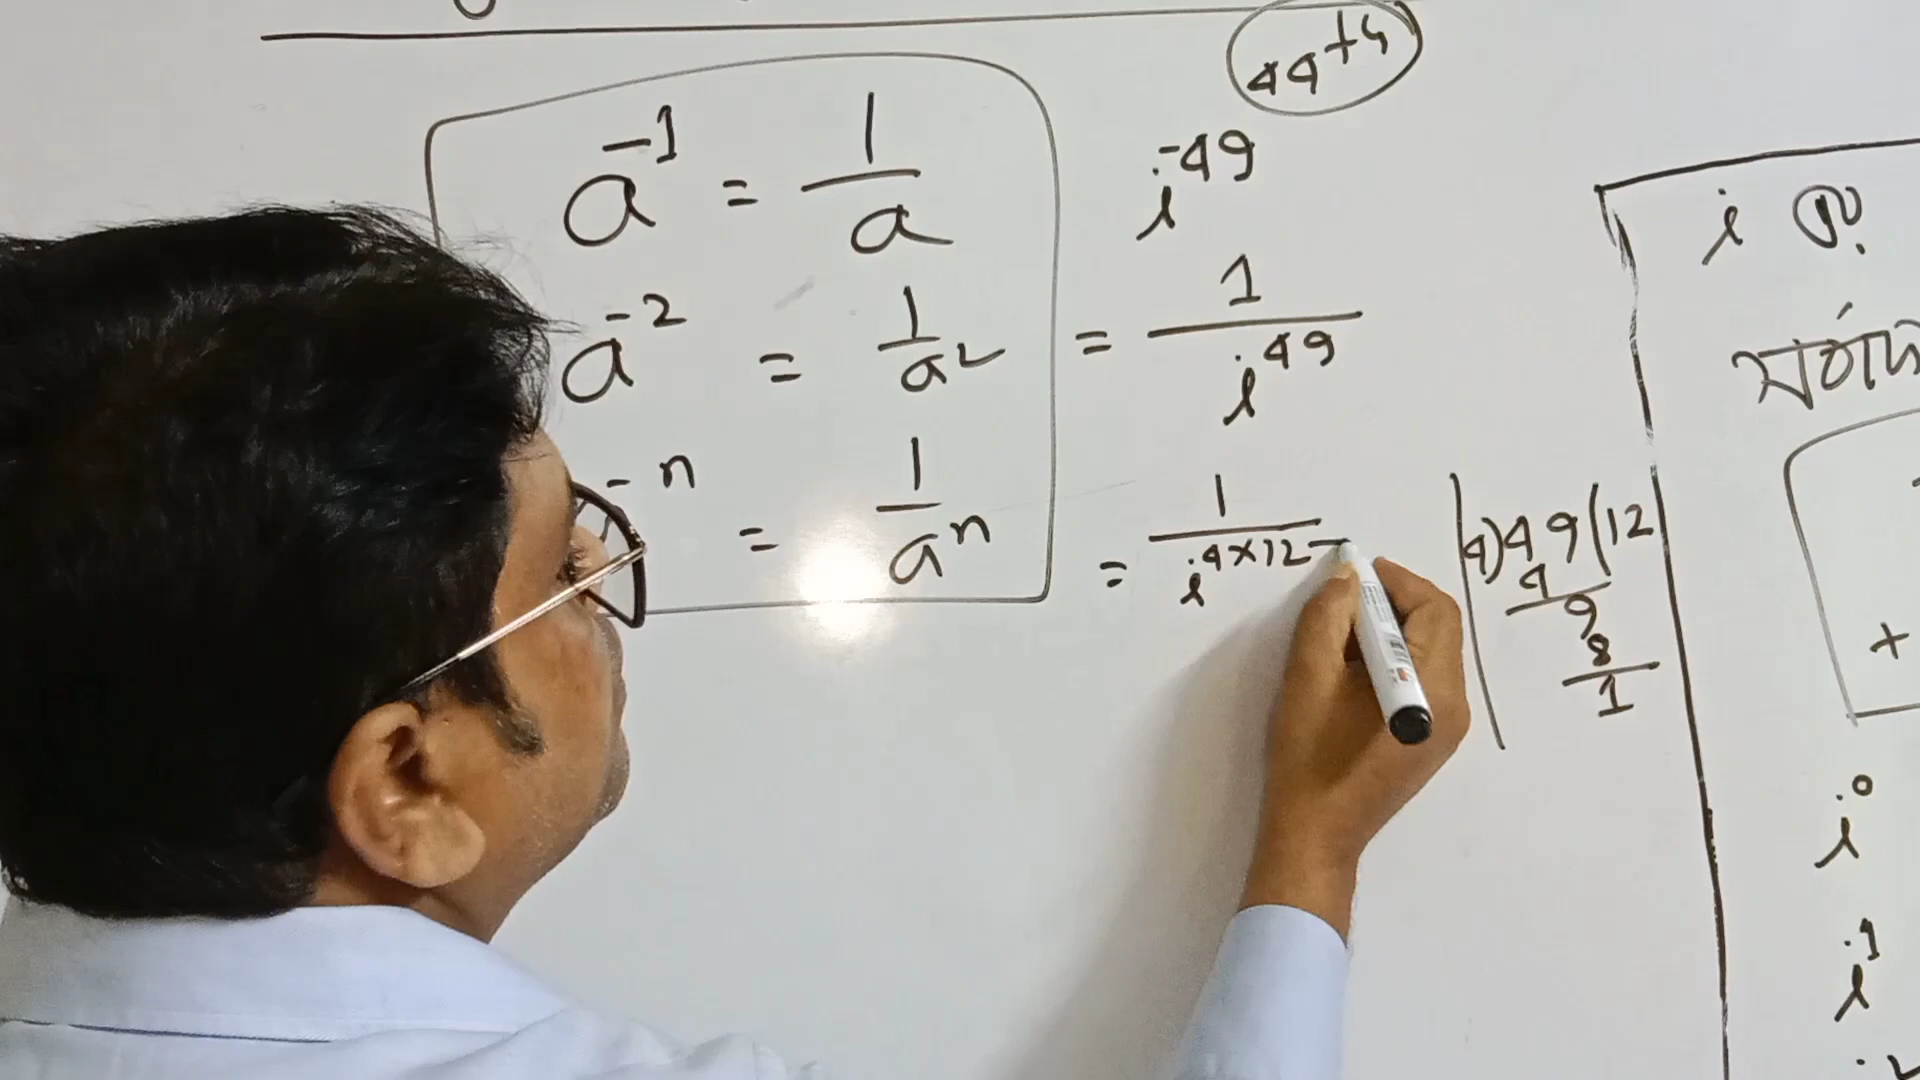 a⁻¹ = 1/a
a⁻² = 1/a²
⁻ⁿ = 1/aⁿ
4n+4
i⁻⁴⁹
= 1/i⁴⁹
= 1/i⁴ˣ¹²⁻
4)49(12
4
9
8
1
i
+
i⁰
i¹